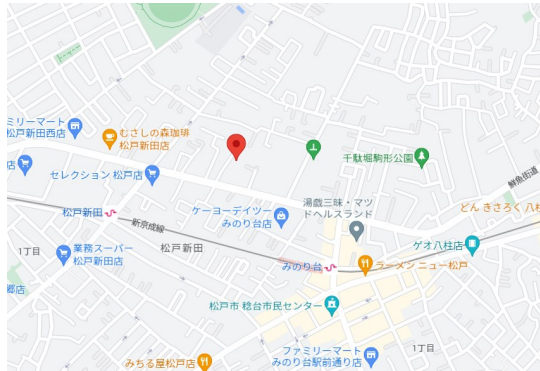 ミリーマート
松戸新田西店
むさしの森珈琲
松戸新田店
店
セレクション 松戸店
千駄堀駒形公園
鮮魚街道
どん きさろく 八柱
湯戯三昧・マツ
ドヘルスランド
ケーヨーデイツー
みのり台店
松戸新田
新京成線
1丁目
業務スーパー
松戸新田店
松戸新田
ゲオ八柱店
みのり台
ラーメン ニュー松戸
郷店
松戸市 稔台市民センター
ファミリーマート
みのり台駅前通り店
1丁目
みちる屋松戸店